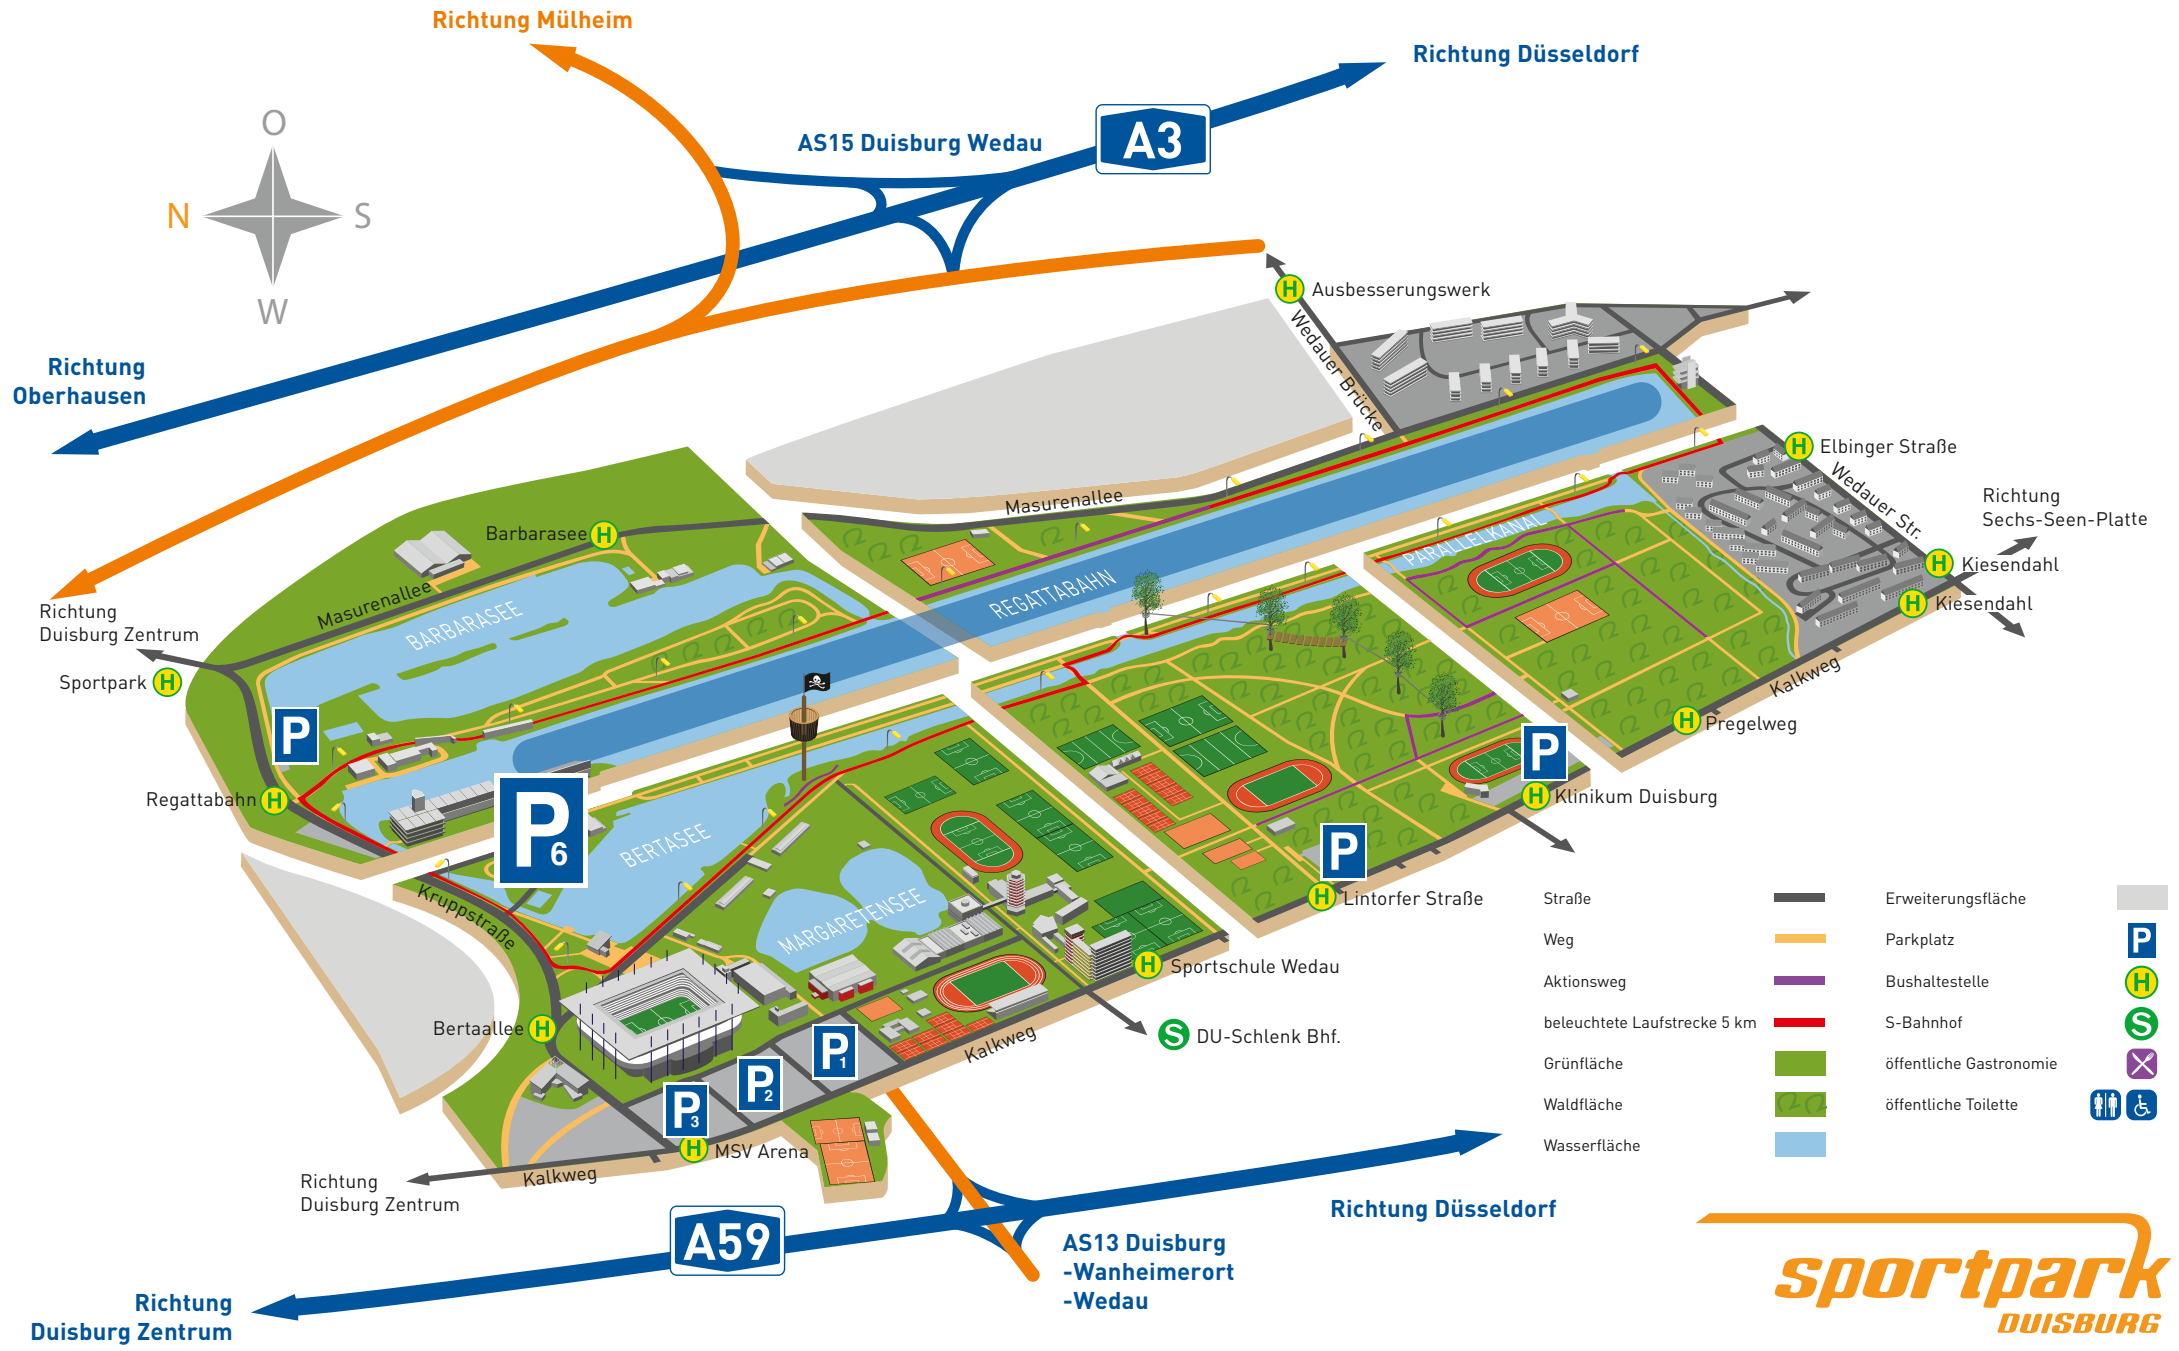 Richtung Mülheim
Richtung Düsseldorf
A3
AS15 Duisburg Wedau
O
N
S
W
Richtung
Oberhausen
H
Ausbesserungswerk
Wedauer Brücke
H
Elbinger Straße
Wedauer Str.
Richtung
Sechs-Seen-Platte
H
Kiesendahl
H
Kiesendahl
Masurenallee
Barbarasee
H
PARALLELKANAL
REGATTABAHN
Masurenallee
BARBARASEE
Richtung
Duisburg Zentrum
Sportpark
H
Kalkweg
H
Pregelweg
P
P
Regattabahn
H
H
Klinikum Duisburg
P
6
BERTASEE
P
H
Lintorfer Straße
Kruppstraße
MARGARETENSEE
H
Sportschule Wedau
Bertaallee
H
S
DU-Schlenk Bhf.
Kalkweg
P
1
P
2
P
3
H
MSV Arena
Kalkweg
Richtung
Duisburg Zentrum
Straße
Weg
Aktionsweg
beleuchtete Laufstrecke 5 km
Grünfläche
Waldfläche
Wasserfläche
Erweiterungsfläche
Parkplatz
P
Bushaltestelle
H
S-Bahnhof
S
öffentliche Gastronomie
öffentliche Toilette
A59
Richtung Düsseldorf
AS13 Duisburg
-Wanheimerort
-Wedau
Richtung
Duisburg Zentrum
sportpark
DUISBURG